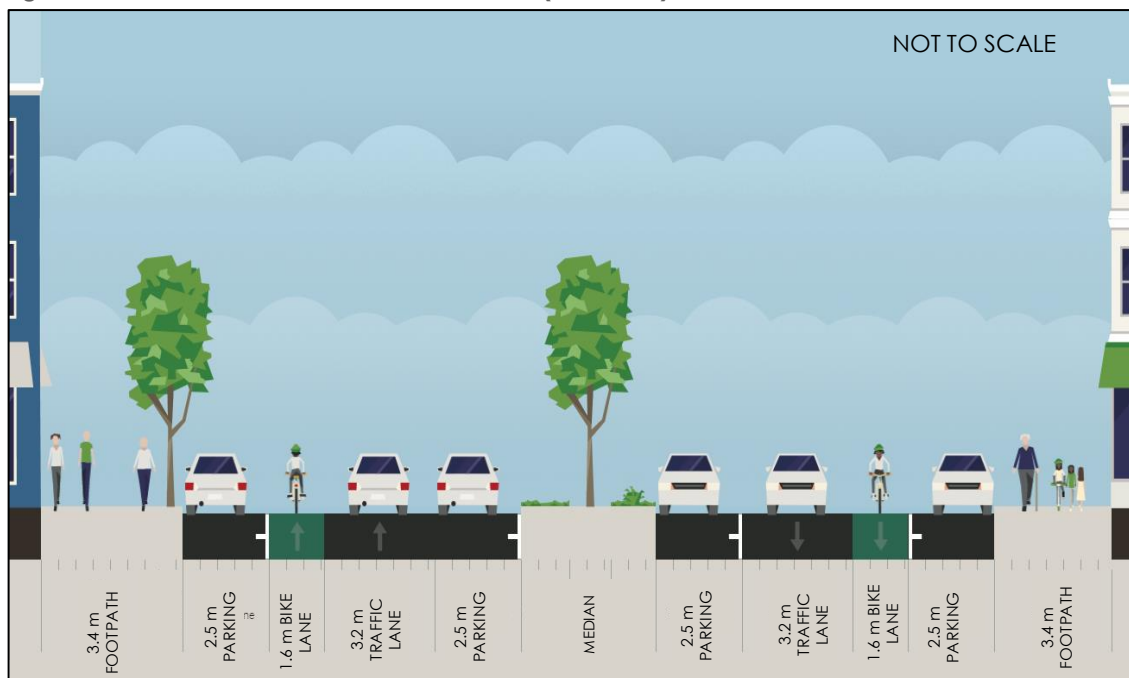 NOT TO SCALE
3.4 m
FOOTPATH
2.5 m
PARKING
ne
1.6 m BIKE
LANE
3.2 m
TRAFFIC
LANE
2.5 m
PARKING
MEDIAN
2.5 m
PARKING
3.2 m
TRAFFIC
LANE
1.6 m BIKE
LANE
2.5 m
PARKING
3.4 m
FOOTPATH